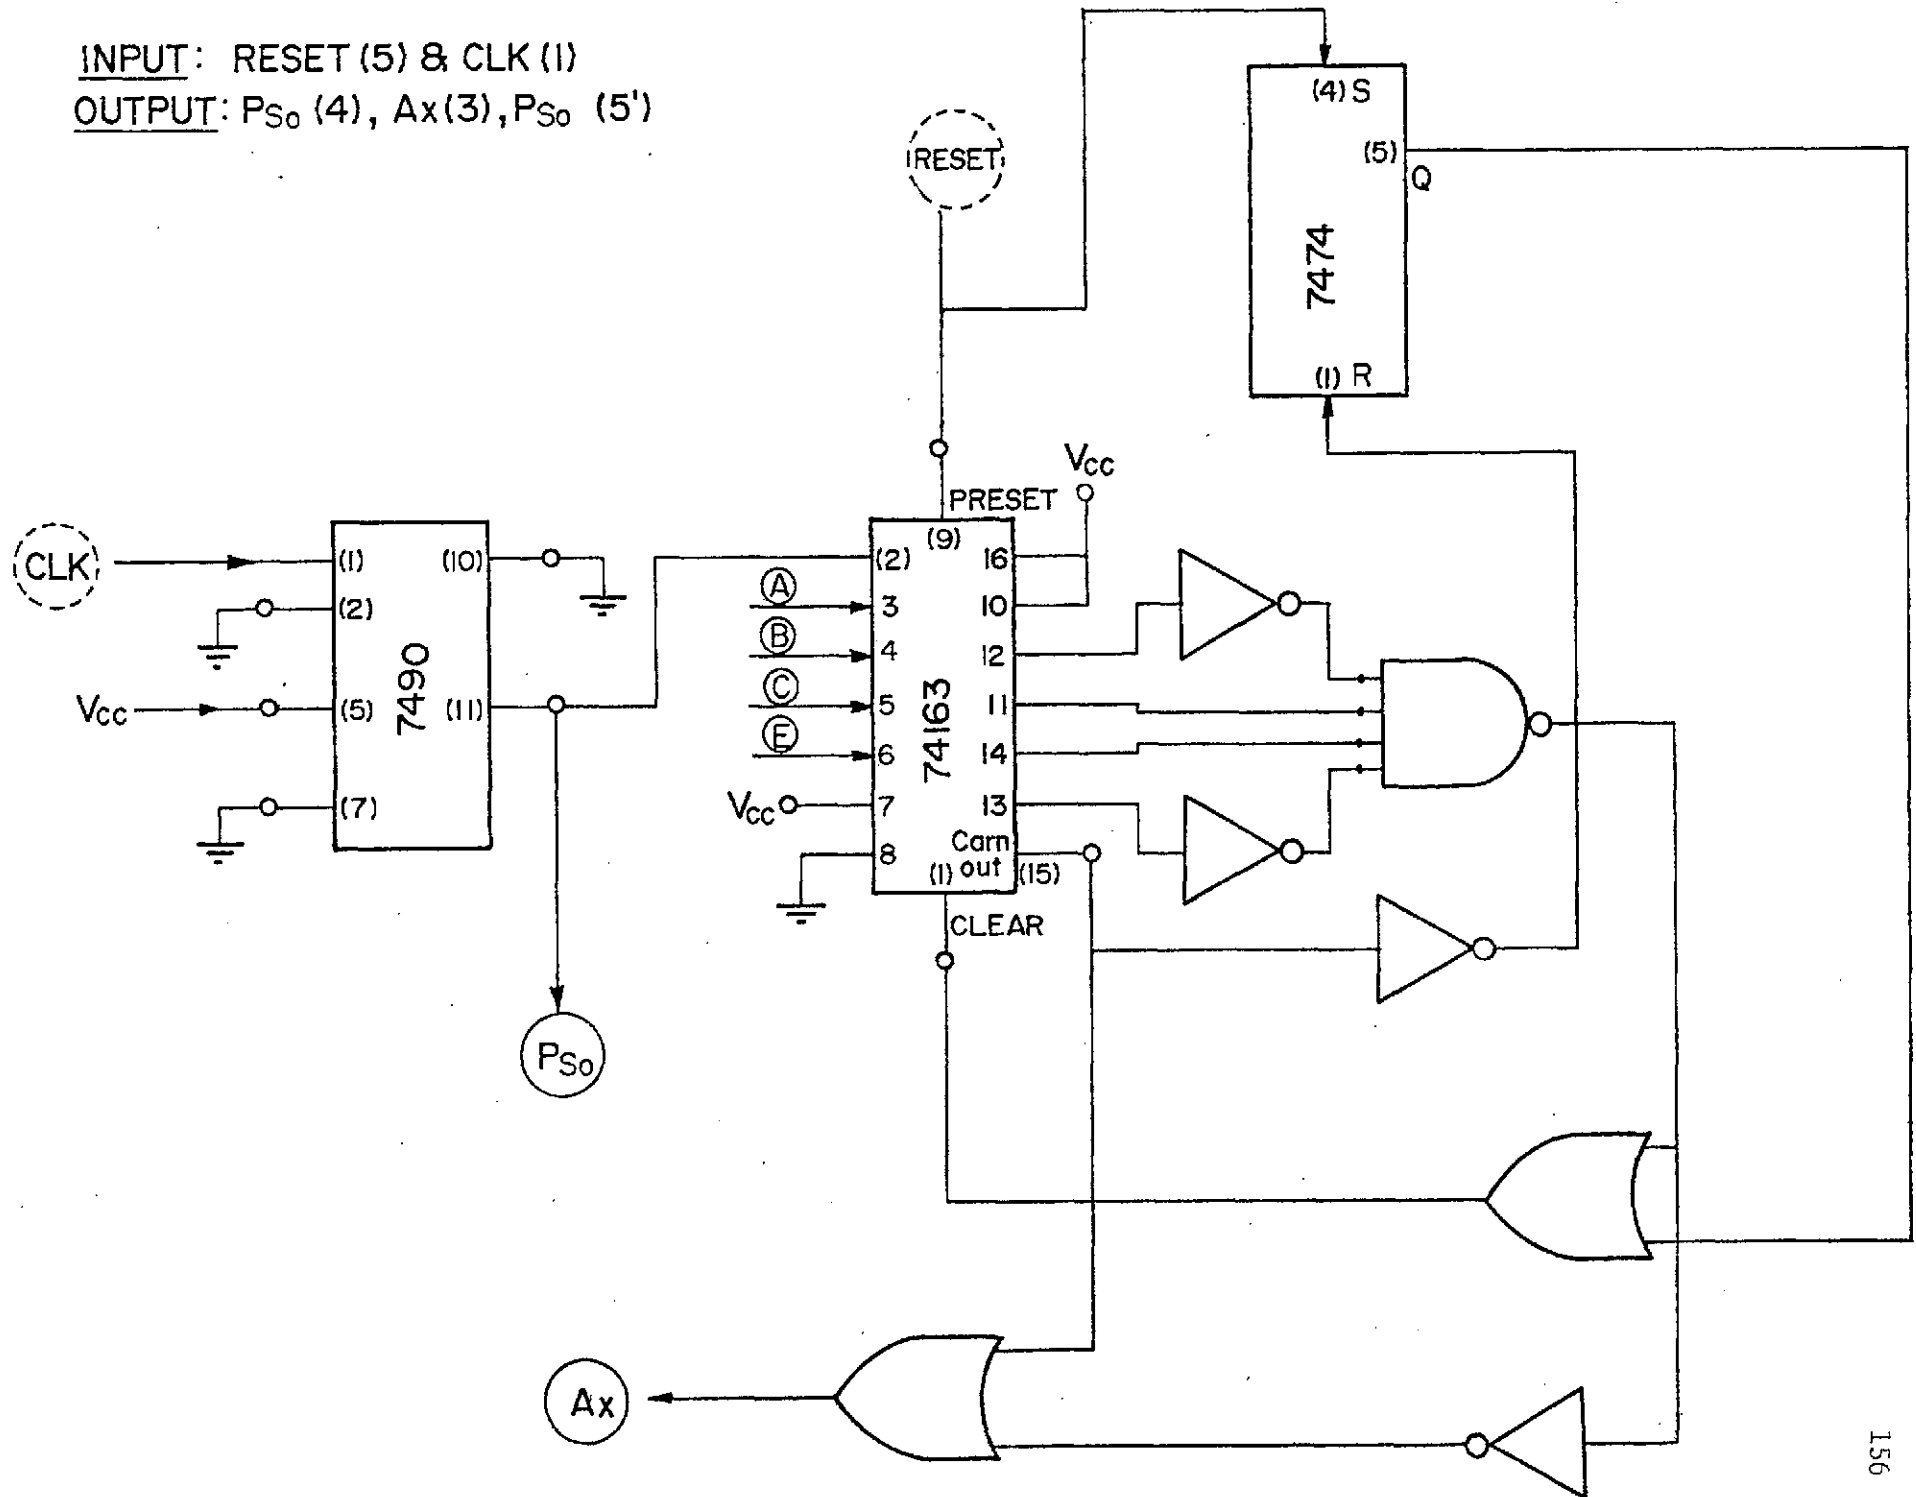 INPUT: RESET (5) & CLK (1)
OUTPUT: PSo (4), Ax (3), PSo (5')
RESET
(4) S
(5)
Q
7474
(1) R
VCC
PRESET
CLK
(1)
(10)
(2)
7490
VCC
(5)
(11)
(7)
(9)
(2)
16
A
3
10
B
4
12
C
5
11
E
6
14
74163
VCC
7
13
8
Carn
out
(1)
(15)
CLEAR
PSo
Ax
156